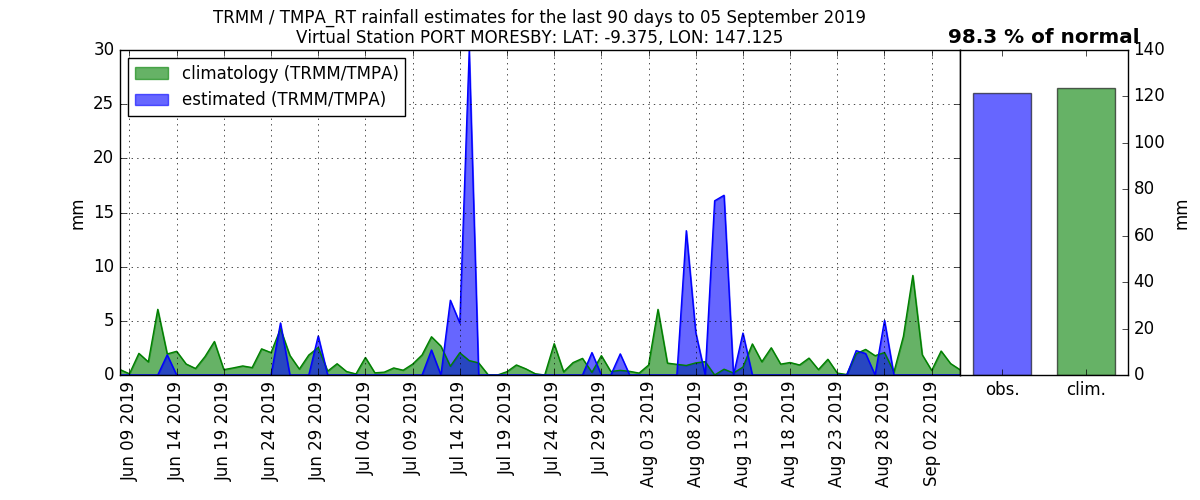 TRMM / TMPA_RT rainfall estimates for the last 90 days to 05 September 2019
Virtual Station PORT MORESBY: LAT: -9.375, LON: 147.125
98.3 % of normal
climatology (TRMM/TMPA)
estimated (TRMM/TMPA)
mm
30
25
20
15
10
5
0
Jun 09 2019
Jun 14 2019
Jun 19 2019
Jun 24 2019
Jun 29 2019
Jul 04 2019
Jul 09 2019
Jul 14 2019
Jul 19 2019
Jul 24 2019
Jul 29 2019
Aug 03 2019
Aug 08 2019
Aug 13 2019
Aug 18 2019
Aug 23 2019
Aug 28 2019
Sep 02 2019
obs.
clim.
140
120
100
80
60
40
20
0
mm